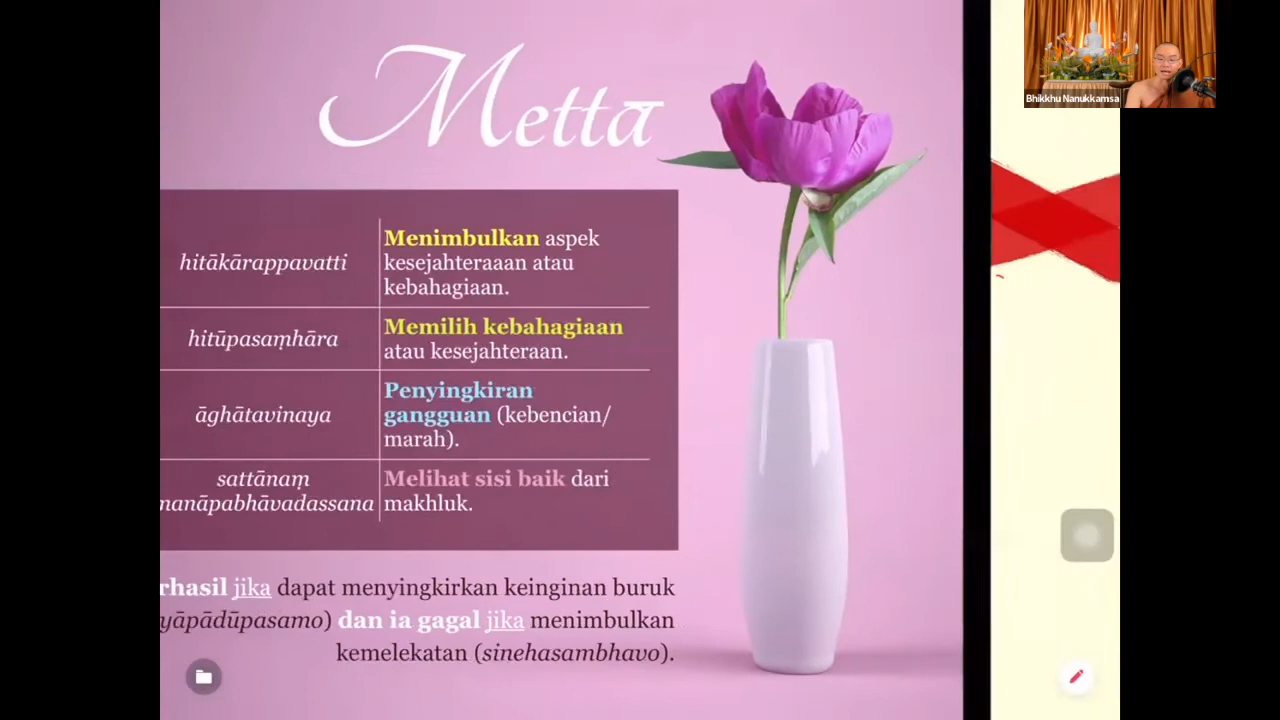 Mettā
Bhikkhu Nanukkamsa
hitākārappavatti
Menimbulkan aspek
kesejahteraaan atau
kebahagiaan.
hitūpasaṃhāra
Memilih kebahagiaan
atau kesejahteraan.
āghātavinaya
Penyingkiran
gangguan (kebencian/
marah).
sattānaṃ
nanāpabhāvadassana
Melihat sisi baik dari
makhluk.
rhasil jika dapat menyingkirkan keinginan buruk
yāpādūpasamo) dan ia gagal jika menimbulkan
kemelekatan (sinehasambhavo).